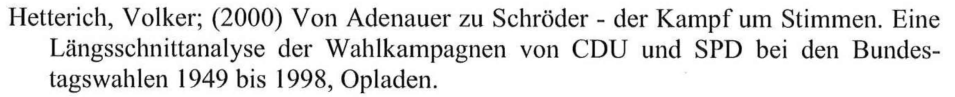 Hetterich, Volker; (2000) Von Adenauer zu Schröder - der Kampf um Stimmen. Eine
Längsschnittanalyse der Wahlkampagnen von CDU und SPD bei den Bundes-
tagswahlen 1949 bis 1998, Opladen.